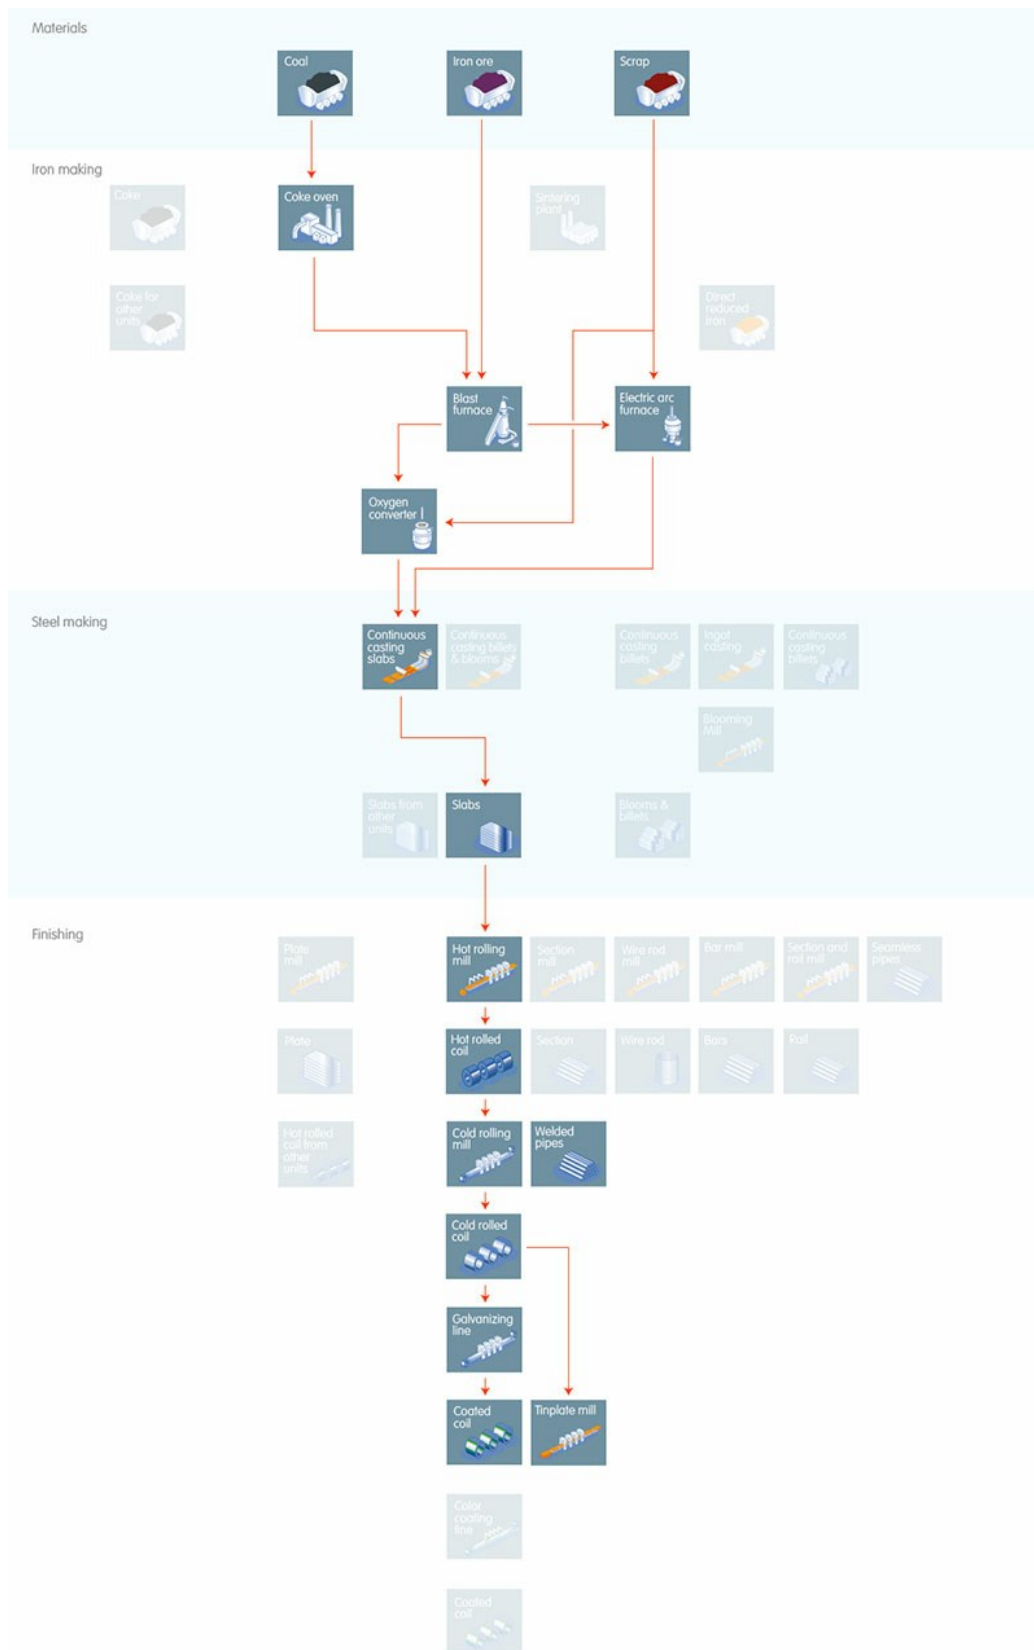 Materials
Coal
Iron ore
Scrap
Iron making
Coke
Coke oven
Sintering
plant
Coke for
other
units
Direct
reduced
iron
Blast
furnace
Electric arc
furnace
Oxygen
converter
Steel making
Continuous
casting
slabs
Continuous
casting billets
& blooms
Continuous
casting
billets
Ingot
casting
Continuous
casting
billets
Blooming
Mill
Slabs from
other
units
Slabs
Blooms &
billets
Finishing
Plate
mill
Hot rolling
mill
Section
mill
Wire rod
mill
Bar mill
Section and
rail mill
Seamless
pipes
Plate
Hot rolled
coil
Section
Wire rod
Bars
Rail
Hot rolled
coil from
other
units
Cold rolling
mill
Welded
pipes
Cold rolled
coil
Galvanizing
line
Coated
coil
Tinplate mill
Color
coating
line
Coated
coil